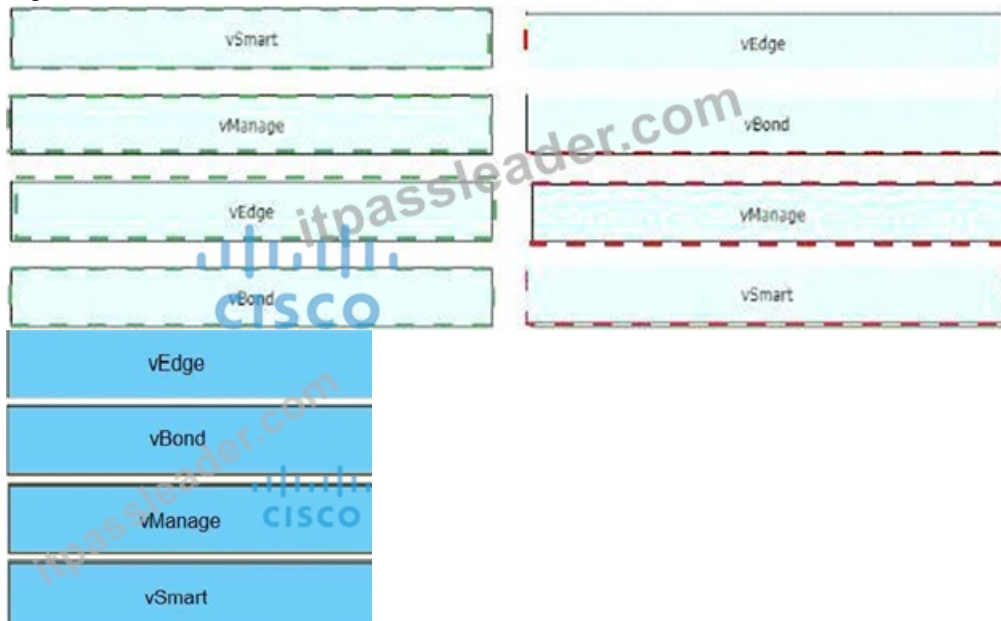 vSmart
vEdge
vManage
vBond
vEdge
vManage
vBond
vSmart
itpassleader.com
CISCO
vEdge
vBond
vManage
vSmart
itpassleader.com
CISCO